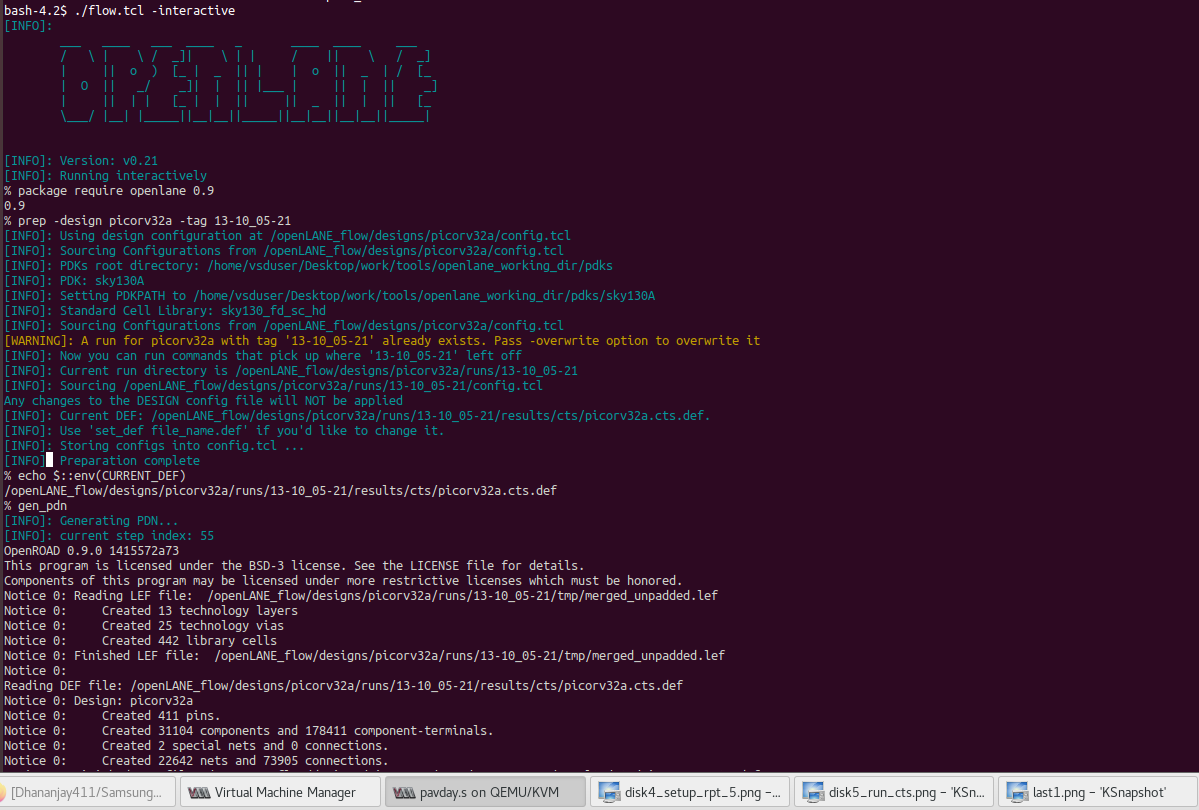 bash-4.2$ ./flow.tcl -interactive
[INFO]:
[INFO]: Version: v0.21
[INFO]: Running interactively
% package require openlane 0.9
0.9
% prep -design picorv32a -tag 13-10_05-21
[INFO]: Using design configuration at /openLANE_flow/designs/picorv32a/config.tcl
[INFO]: Sourcing Configurations from /openLANE_flow/designs/picorv32a/config.tcl
[INFO]: PDKs root directory: /home/vsduser/Desktop/work/tools/openlane_working_dir/pdks
[INFO]: PDK: sky130A
[INFO]: Setting PDKPATH to /home/vsduser/Desktop/work/tools/openlane_working_dir/pdks/sky130A
[INFO]: Standard Cell Library: sky130_fd_sc_hd
[INFO]: Sourcing Configurations from /openLANE_flow/designs/picorv32a/config.tcl
[WARNING]: A run for picorv32a with tag '13-10_05-21' already exists. Pass -overwrite option to overwrite it
[INFO]: Now you can run commands that pick up where '13-10_05-21' left off
[INFO]: Current run directory is /openLANE_flow/designs/picorv32a/runs/13-10_05-21
[INFO]: Sourcing /openLANE_flow/designs/picorv32a/runs/13-10_05-21/config.tcl
Any changes to the DESIGN config file will NOT be applied
[INFO]: Current DEF: /openLANE_flow/designs/picorv32a/runs/13-10_05-21/results/cts/picorv32a.cts.def.
[INFO]: Use 'set_def file_name.def' if you'd like to change it.
[INFO]: Storing configs into config.tcl ...
[INFO] Preparation complete
% echo $::env(CURRENT_DEF)
/openLANE_flow/designs/picorv32a/runs/13-10_05-21/results/cts/picorv32a.cts.def
% gen_pdn
[INFO]: Generating PDN...
[INFO]: current step index: 55
OpenROAD 0.9.0 1415572a73
This program is licensed under the BSD-3 license. See the LICENSE file for details.
Components of this program may be licensed under more restrictive licenses which must be honored.
Notice 0: Reading LEF file:  /openLANE_flow/designs/picorv32a/runs/13-10_05-21/tmp/merged_unpadded.lef
Notice 0:     Created 13 technology layers
Notice 0:     Created 25 technology vias
Notice 0:     Created 442 library cells
Notice 0: Finished LEF file:  /openLANE_flow/designs/picorv32a/runs/13-10_05-21/tmp/merged_unpadded.lef
Notice 0:
Reading DEF file: /openLANE_flow/designs/picorv32a/runs/13-10_05-21/results/cts/picorv32a.cts.def
Notice 0: Design: picorv32a
Notice 0:     Created 411 pins.
Notice 0:     Created 31104 components and 178411 component-terminals.
Notice 0:     Created 2 special nets and 0 connections.
Notice 0:     Created 22642 nets and 73905 connections.
[Dhananjay411/Samsung... Virtual Machine Manager pavday.s on QEMU/KVM disk4_setup_rpt_5.png –... disk5_run_cts.png – 'KSn... last1.png – 'KSnapshot'